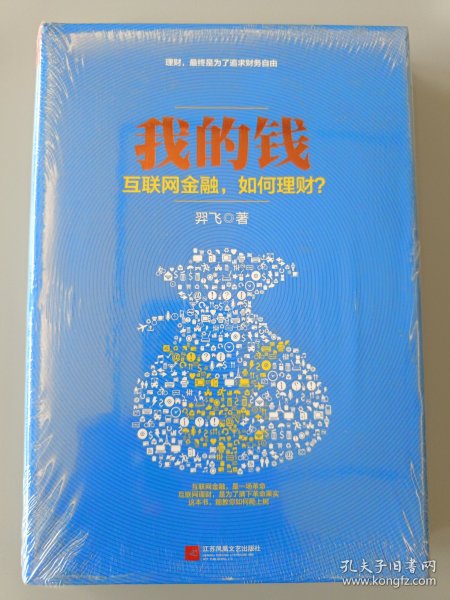 理财，最终是为了追求财务自由
我的钱
互联网金融，如何理财？
羿飞◎著
互联网金融，是一场革命
互联网理财，是为了摘下革命果实
这本书，能教您如何爬上树
江苏凤凰文艺出版社
孔夫子旧书网
www.kongfz.com